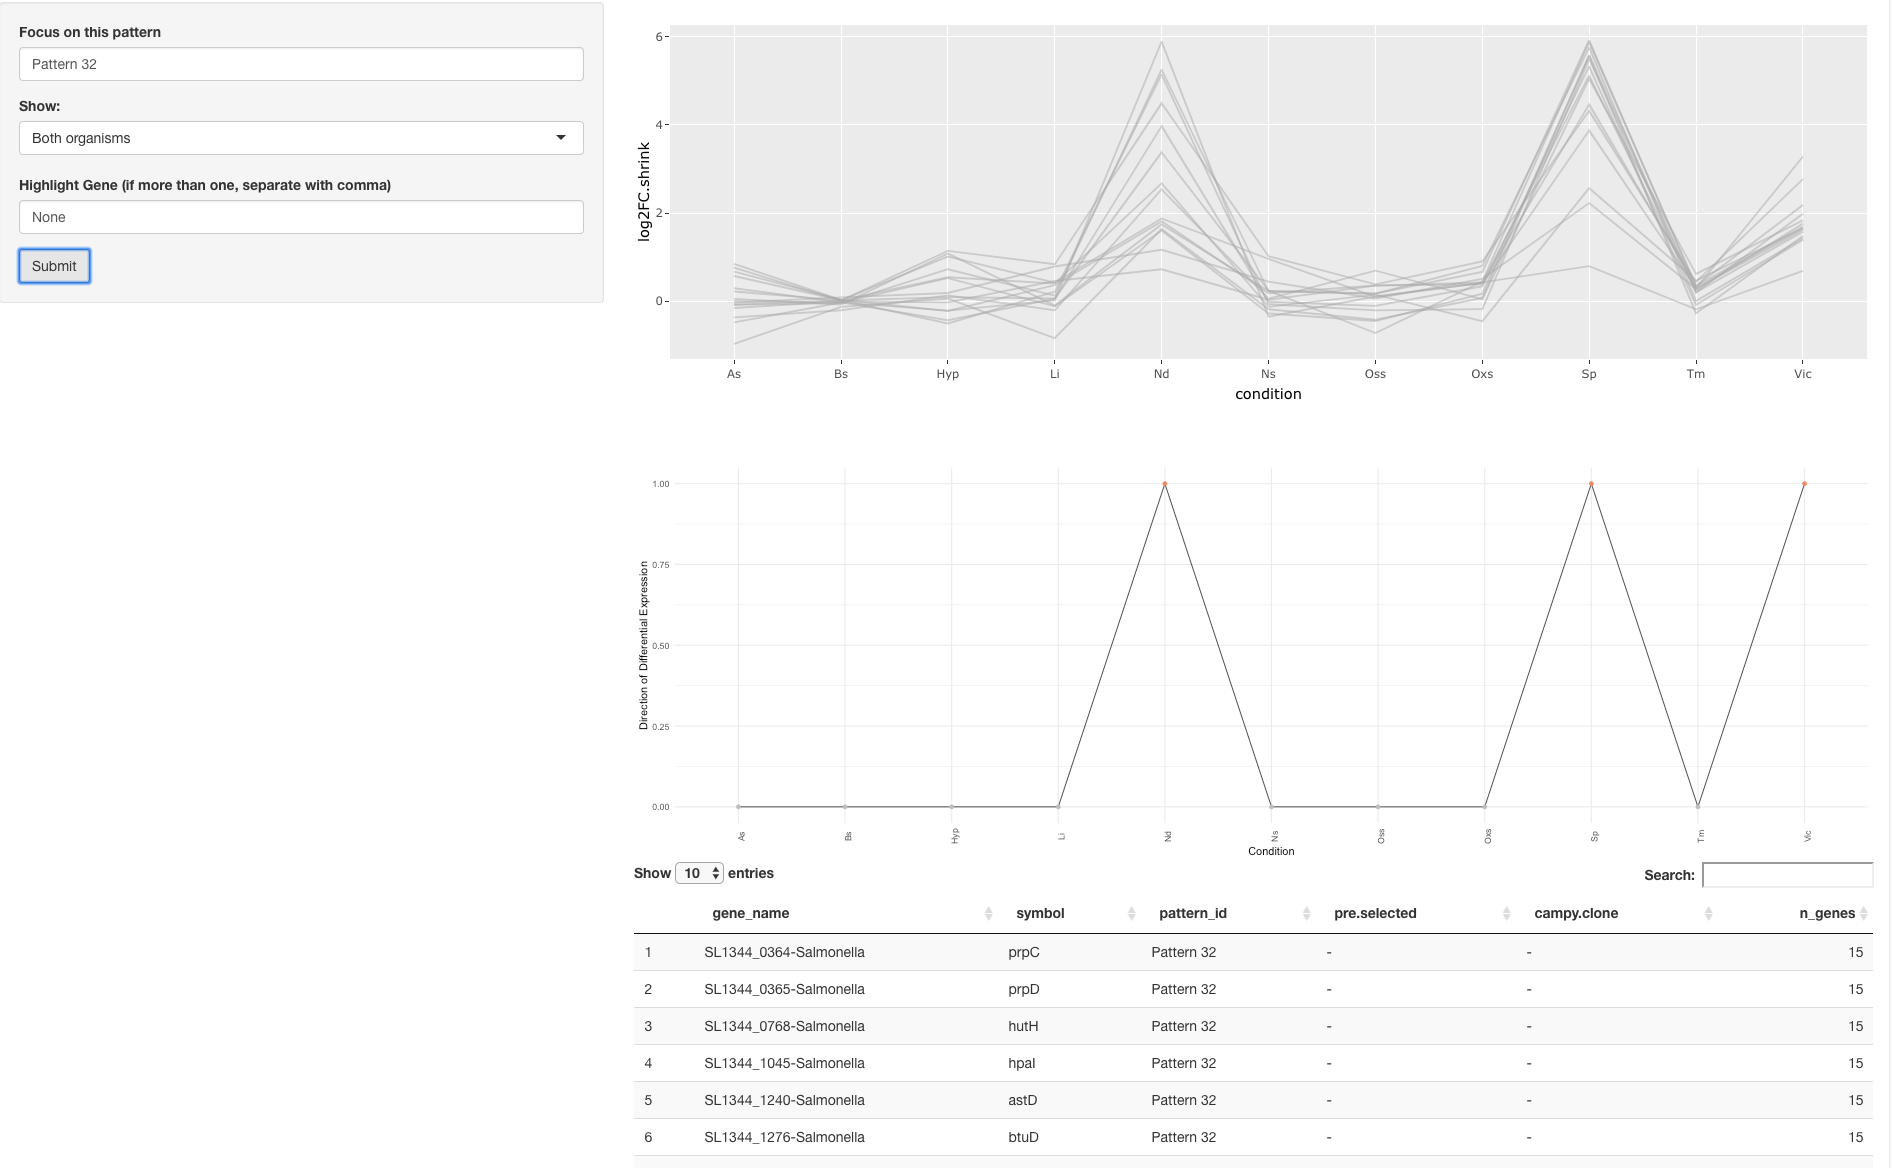 Focus on this pattern
Pattern 32
Show:
Both organisms
Highlight Gene (if more than one, separate with comma)
None
Submit
log2FC.shrink
6
4
2
0
As Bs Hyp Li Nd Ns Oss Oxs Sp Tm Vic
condition
Direction of Differential Expression
1.00
0.75
0.50
0.25
0.00
As Bs Hyp Li Nd Ns Oss Oxs Sp Tm Vic
Condition
Show 10 entries Search:
gene_name symbol pattern_id pre.selected campy.clone n_genes
1 SL1344_0364-Salmonella prpC Pattern 32 - - 15
2 SL1344_0365-Salmonella prpD Pattern 32 - - 15
3 SL1344_0768-Salmonella hutH Pattern 32 - - 15
4 SL1344_1045-Salmonella hpaI Pattern 32 - - 15
5 SL1344_1240-Salmonella astD Pattern 32 - - 15
6 SL1344_1276-Salmonella btuD Pattern 32 - - 15